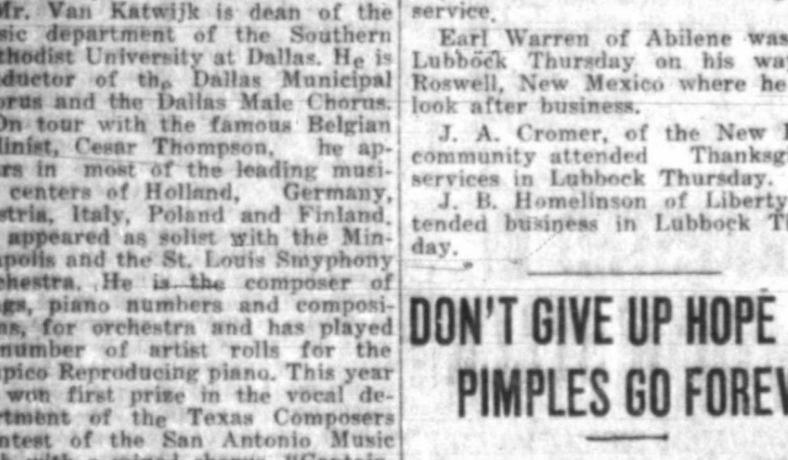 Mr. Van Katwijk is dean of the
sic department of the Southern
thodist University at Dallas. He is
ductor of the Dallas Municipal
orus and the Dallas Male Chorus.
On tour with the famous Belgian
linist, Cesar Thompson, he ap-
rs in most of the leading musi-
centers of Holland, Germany,
stria, Italy, Poland and Finland.
appeared as solist with the Min-
apolis and the St. Louis Smyphony
chestra. He is the composer of
gs, piano numbers and composi-
ns, for orchestra and has played
number of artist rolls for the
pico Reproducing piano. This year
won first prize in the vocal de-
rtment of the Texas Composers
ntest of the San Antonio Music
service.
Earl Warren of Abilene was
Lubbock Thursday on his way
Roswell, New Mexico where he
look after business.
J. A. Cromer, of the New
community attended Thanksgi
services in Lubbock Thursday.
J. B. Homelinson of Liberty
tended business in Lubbock Th
day.
DON'T GIVE UP HOPE
PIMPLES GO FOREV